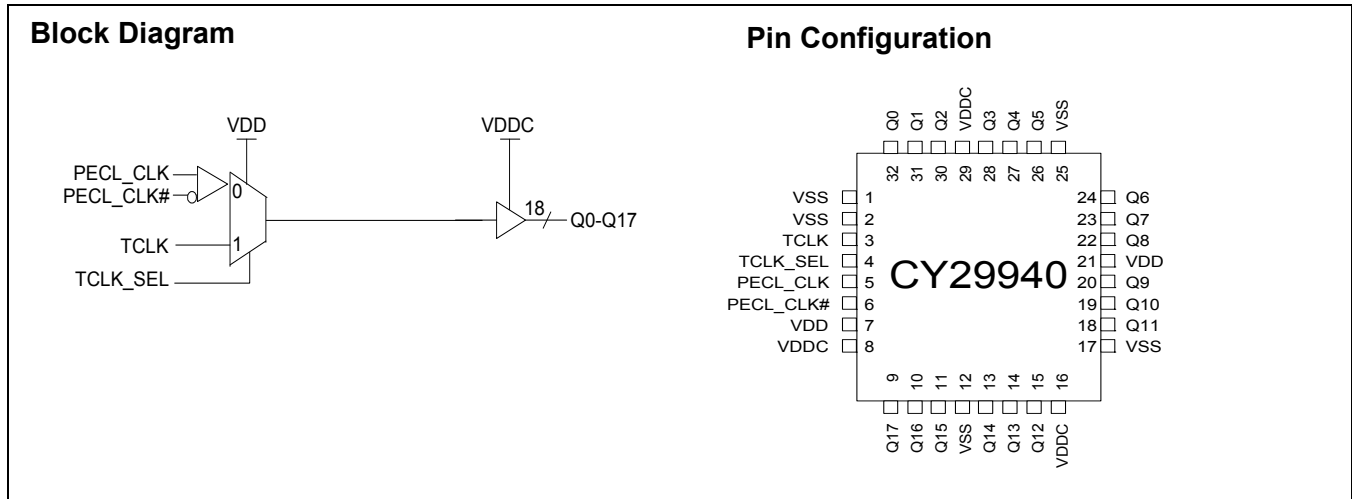 Block Diagram
VDD
VDDC
PECL_CLK
PECL_CLK#
0
18
Q0-Q17
TCLK
1
TCLK_SEL
Pin Configuration
Q0 Q1 Q2 VDDC Q3 Q4 Q5 VSS
32 31 30 29 28 27 26 25
VSS 1
VSS 2
TCLK 3
TCLK_SEL 4
PECL_CLK 5
PECL_CLK# 6
VDD 7
VDDC 8
CY29940
24 Q6
23 Q7
22 Q8
21 VDD
20 Q9
19 Q10
18 Q11
17 VSS
9 10 11 12 13 14 15 16
Q17 Q16 Q15 VSS Q14 Q13 Q12 VDDC